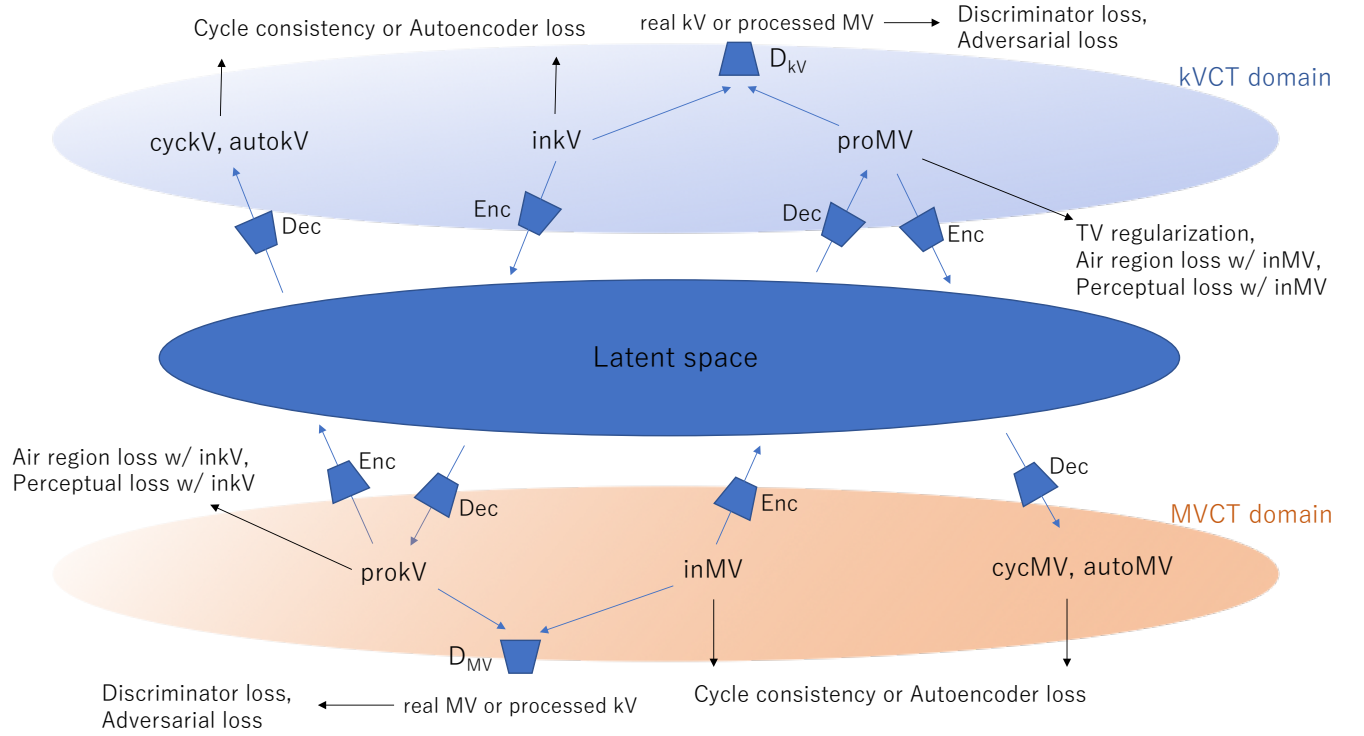 Cycle consistency or Autoencoder loss
real kV or processed MV
Discriminator loss,
Adversarial loss
D_kV
kVCT domain
cyckV, autokV
inkV
proMV
Dec
Enc
Dec
Enc
TV regularization,
Air region loss w/ inMV,
Perceptual loss w/ inMV
Latent space
Air region loss w/ inkV,
Perceptual loss w/ inkV
Enc
Dec
Enc
Dec
MVCT domain
prokV
inMV
cycMV, autoMV
D_MV
Discriminator loss,
Adversarial loss
real MV or processed kV
Cycle consistency or Autoencoder loss